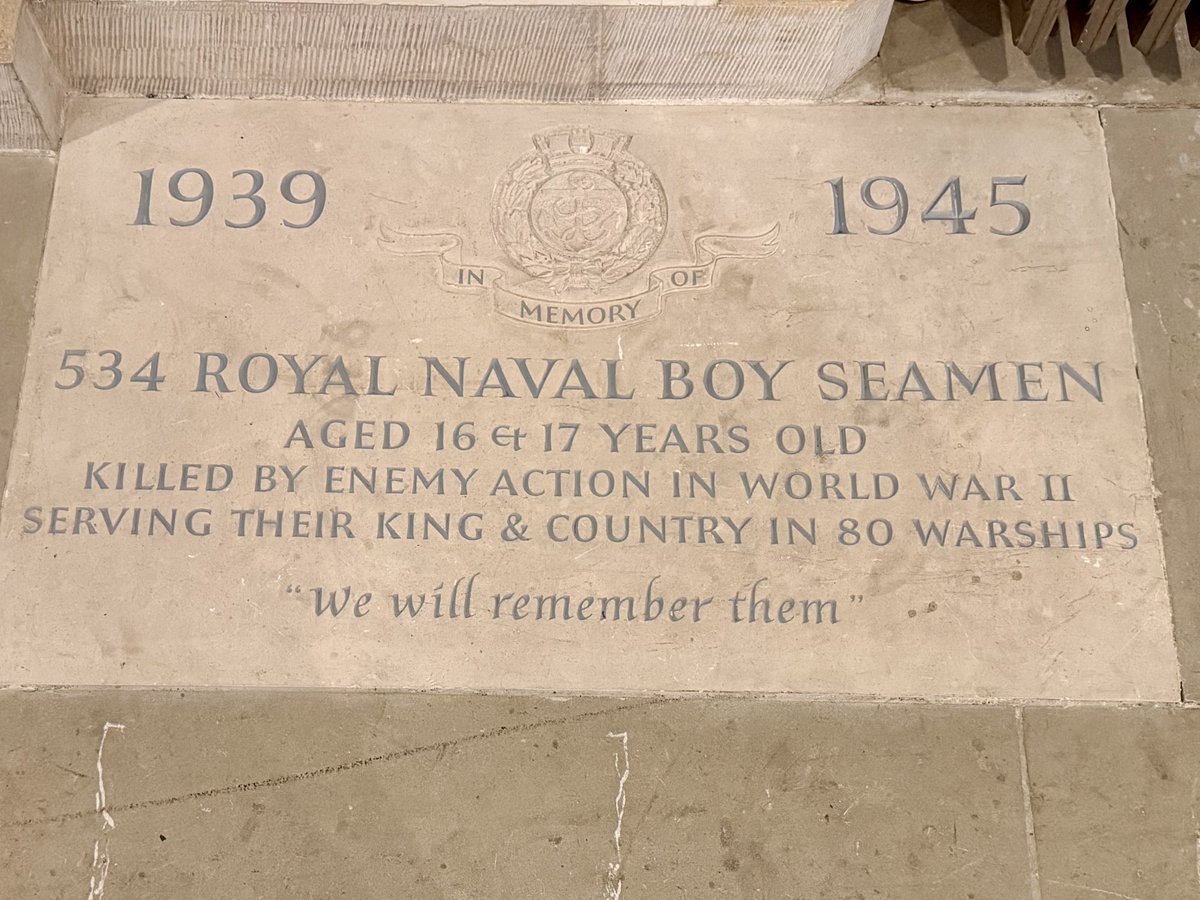 1939 1945
IN MEMORY OF
534 ROYAL NAVAL BOY SEAMEN
AGED 16 & 17 YEARS OLD
KILLED BY ENEMY ACTION IN WORLD WAR II
SERVING THEIR KING & COUNTRY IN 80 WARSHIPS
“We will remember them”